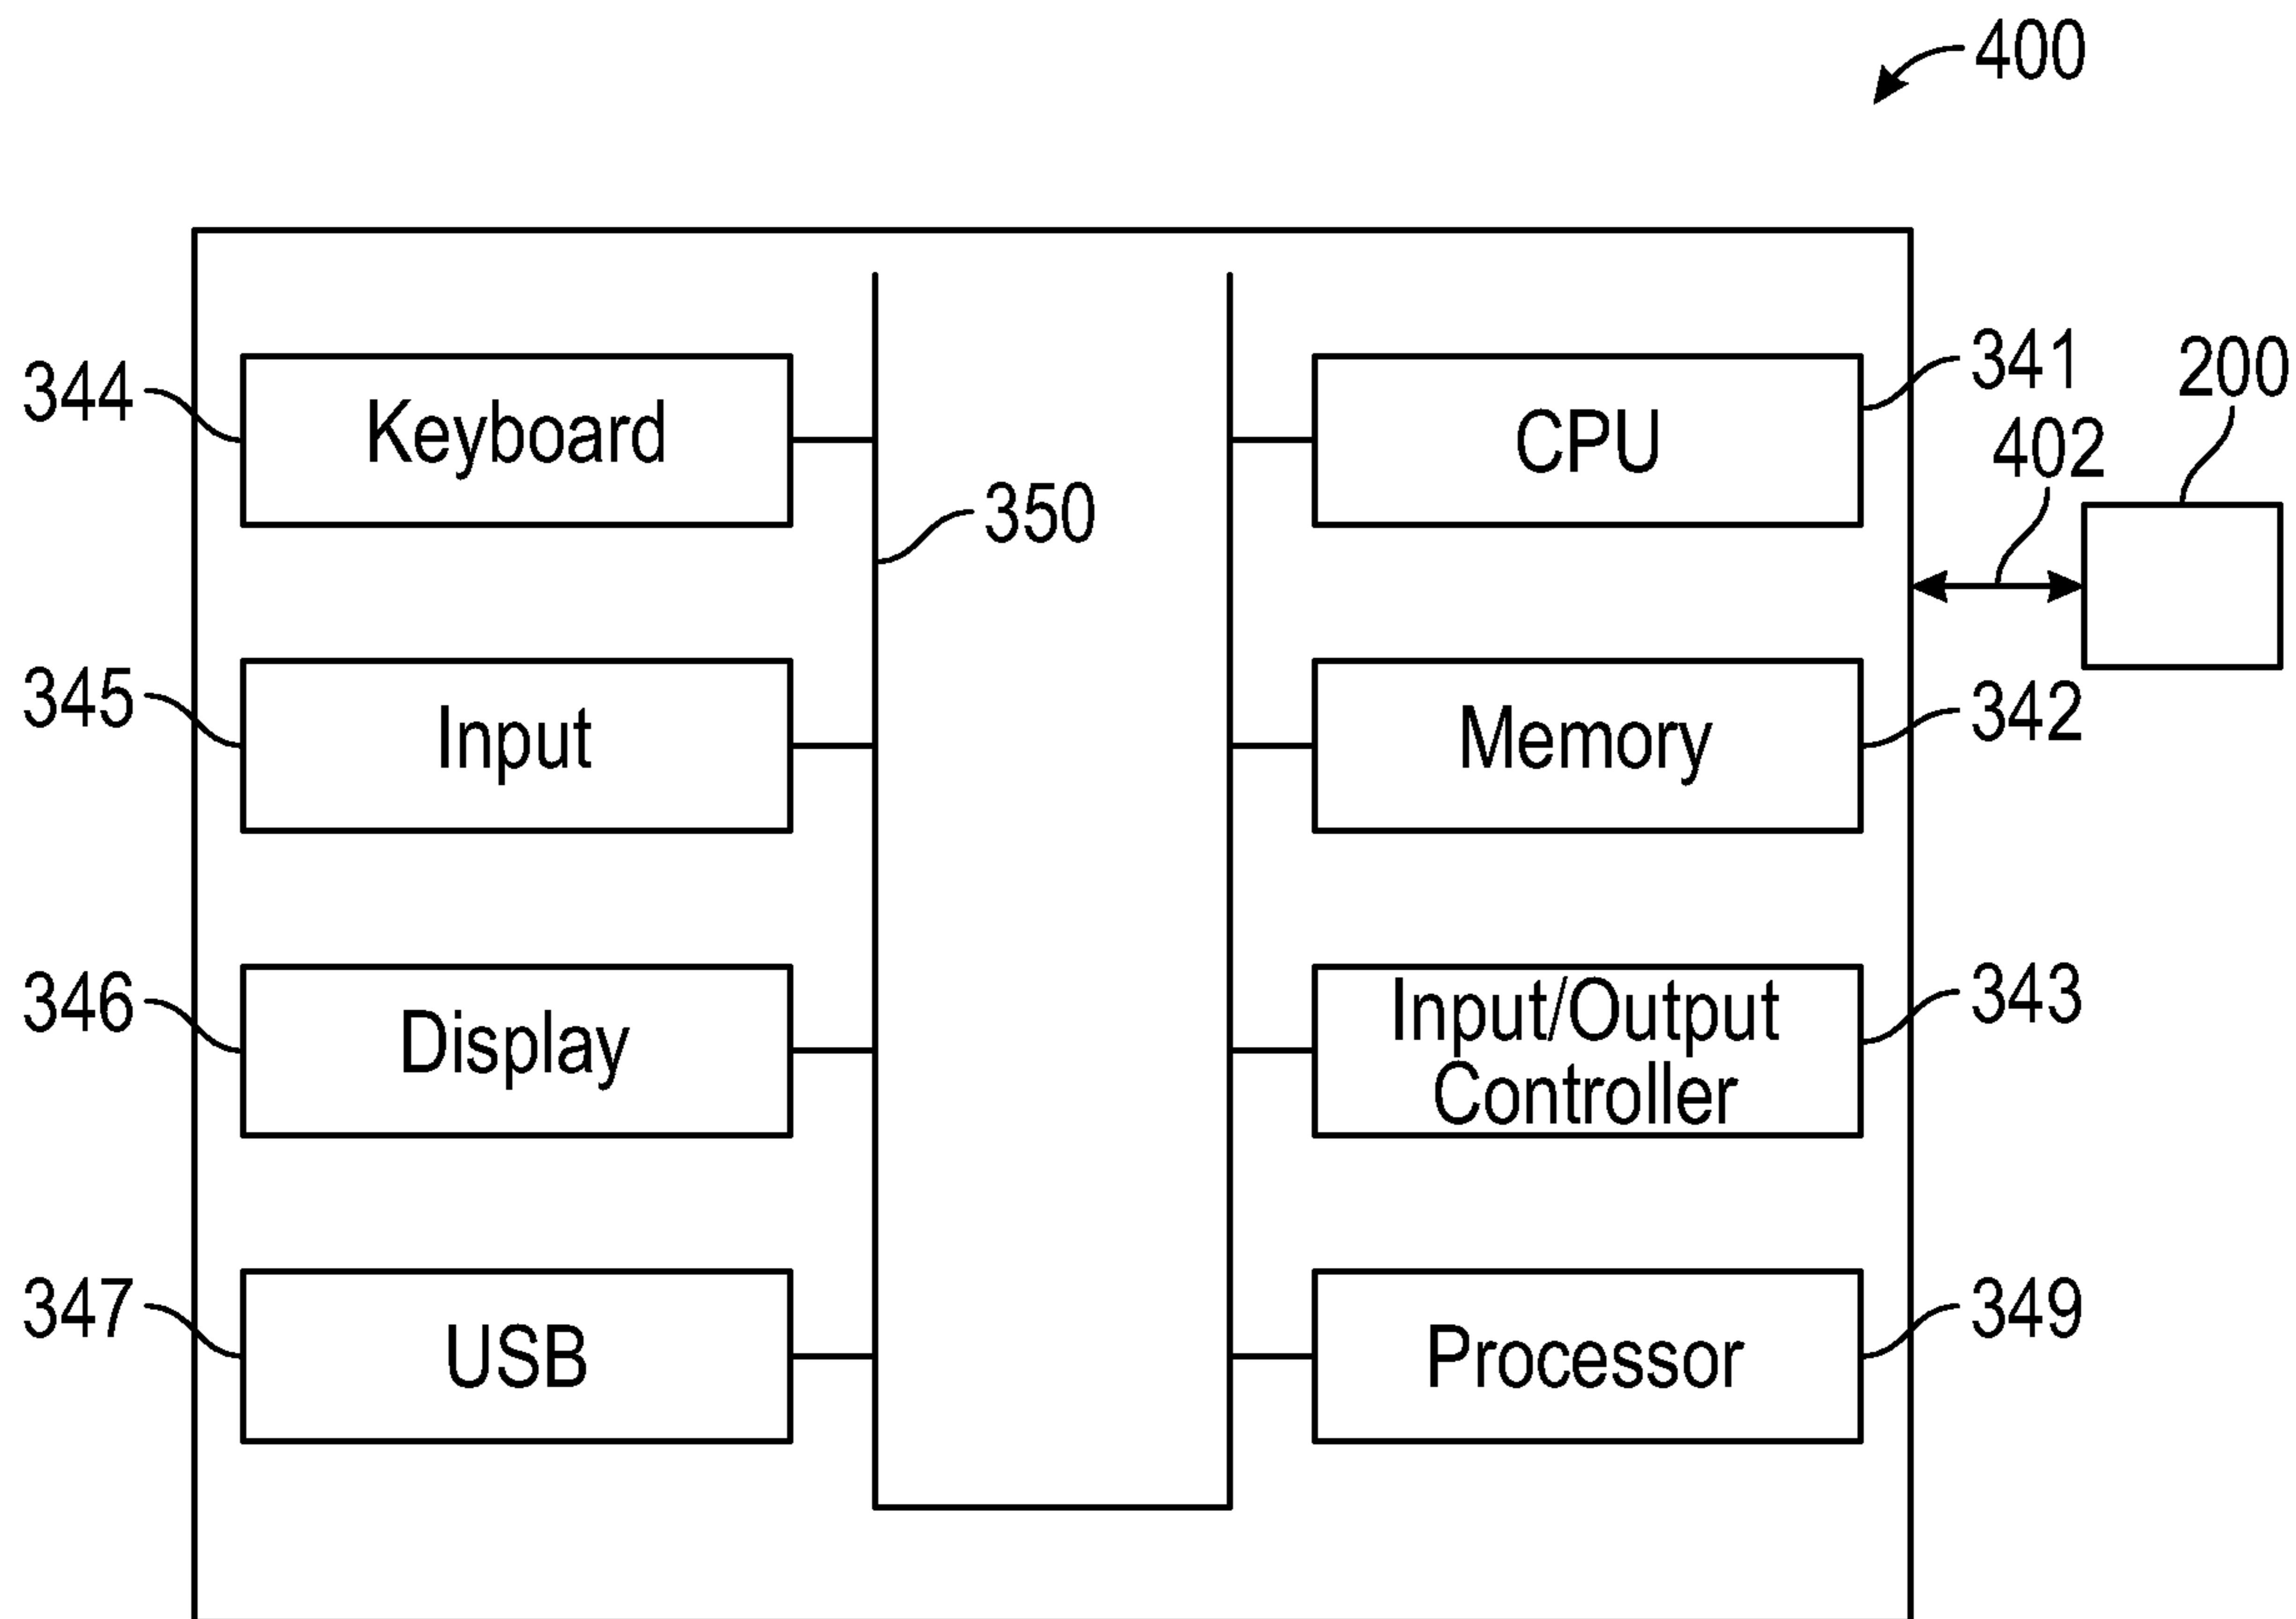 400
344
Keyboard
350
CPU
341
200
402
345
Input
Memory
342
346
Display
Input/Output
Controller
343
347
USB
Processor
349